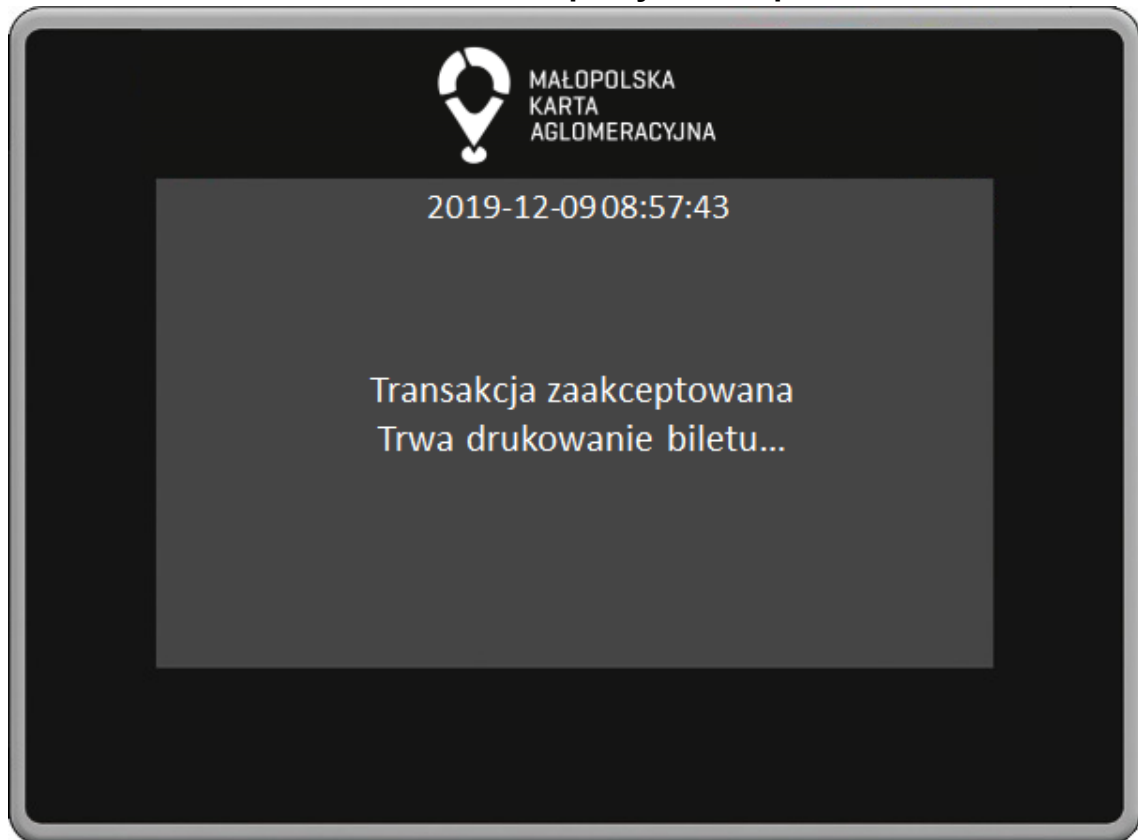 MAŁOPOLSKA
KARTA
AGLOMERACYJNA
2019-12-09 08:57:43
Transakcja zaakceptowana
Trwa drukowanie biletu...